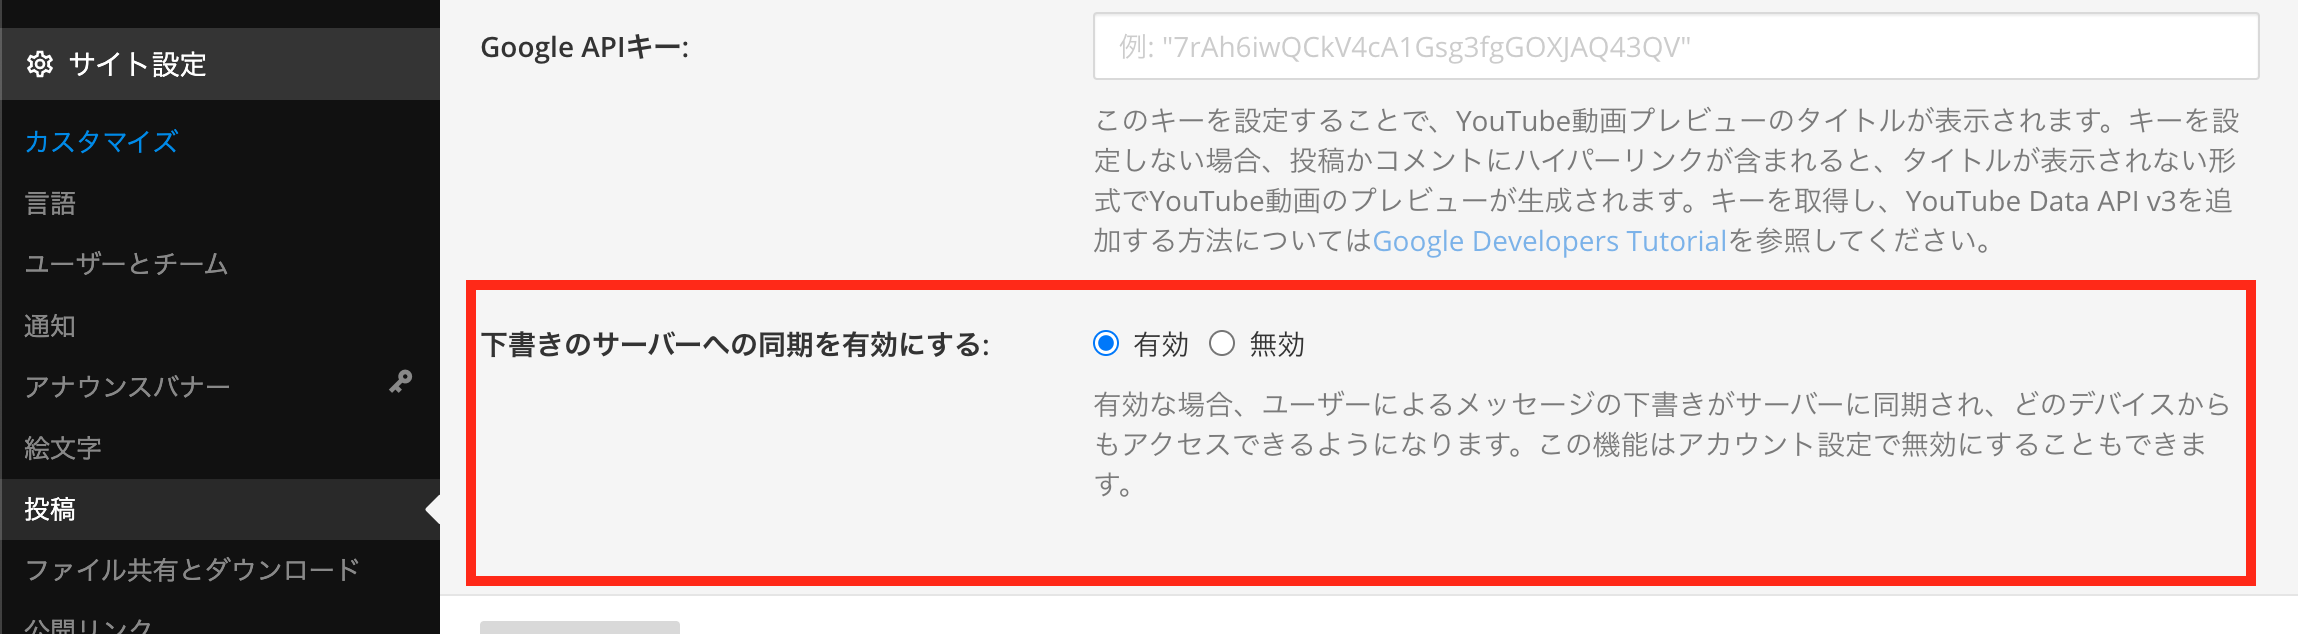 サイト設定
カスタマイズ
言語
ユーザーとチーム
通知
アナウンスバナー
絵文字
投稿
ファイル共有とダウンロード
公開リンク
Google APIキー:
例: "7rAh6iwQCkV4cA1Gsg3fgGOXJAQ43QV"
このキーを設定することで、YouTube動画プレビューのタイトルが表示されます。キーを設
定しない場合、投稿かコメントにハイパーリンクが含まれると、タイトルが表示されない形
式でYouTube動画のプレビューが生成されます。キーを取得し、YouTube Data API v3を追
加する方法についてはGoogle Developers Tutorialを参照してください。
下書きのサーバーへの同期を有効にする:
有効 無効
有効な場合、ユーザーによるメッセージの下書きがサーバーに同期され、どのデバイスから
もアクセスできるようになります。この機能はアカウント設定で無効にすることもできま
す。